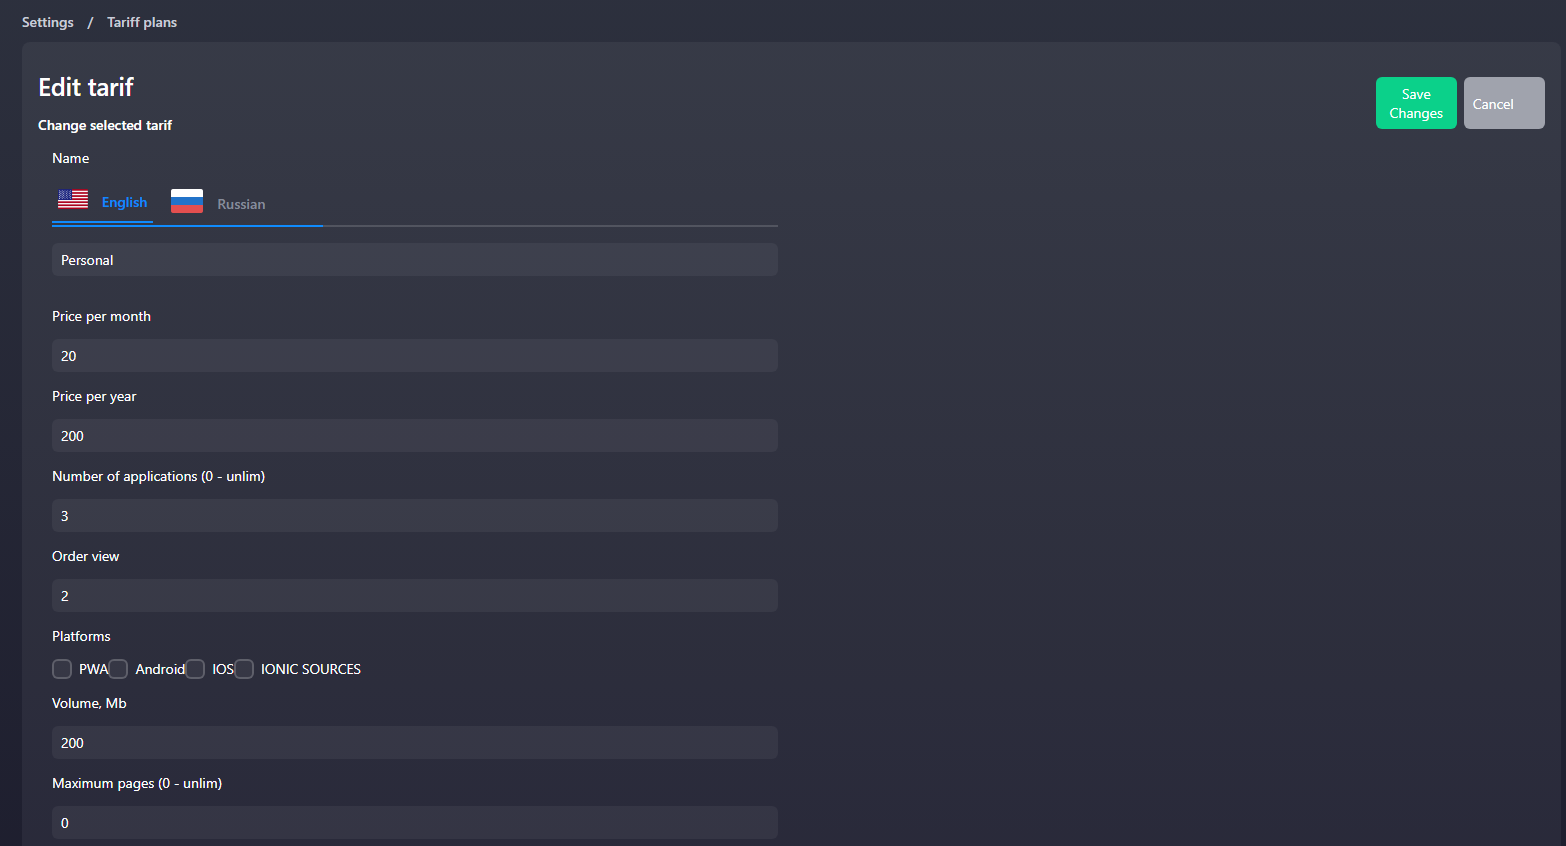 Settings / Tariff plans
Edit tarif
Save
Changes
Cancel
Change selected tarif
Name
English Russian
Personal
Price per month
20
Price per year
200
Number of applications (0 - unlim)
3
Order view
2
Platforms
PWA Android IOS IONIC SOURCES
Volume, Mb
200
Maximum pages (0 - unlim)
0